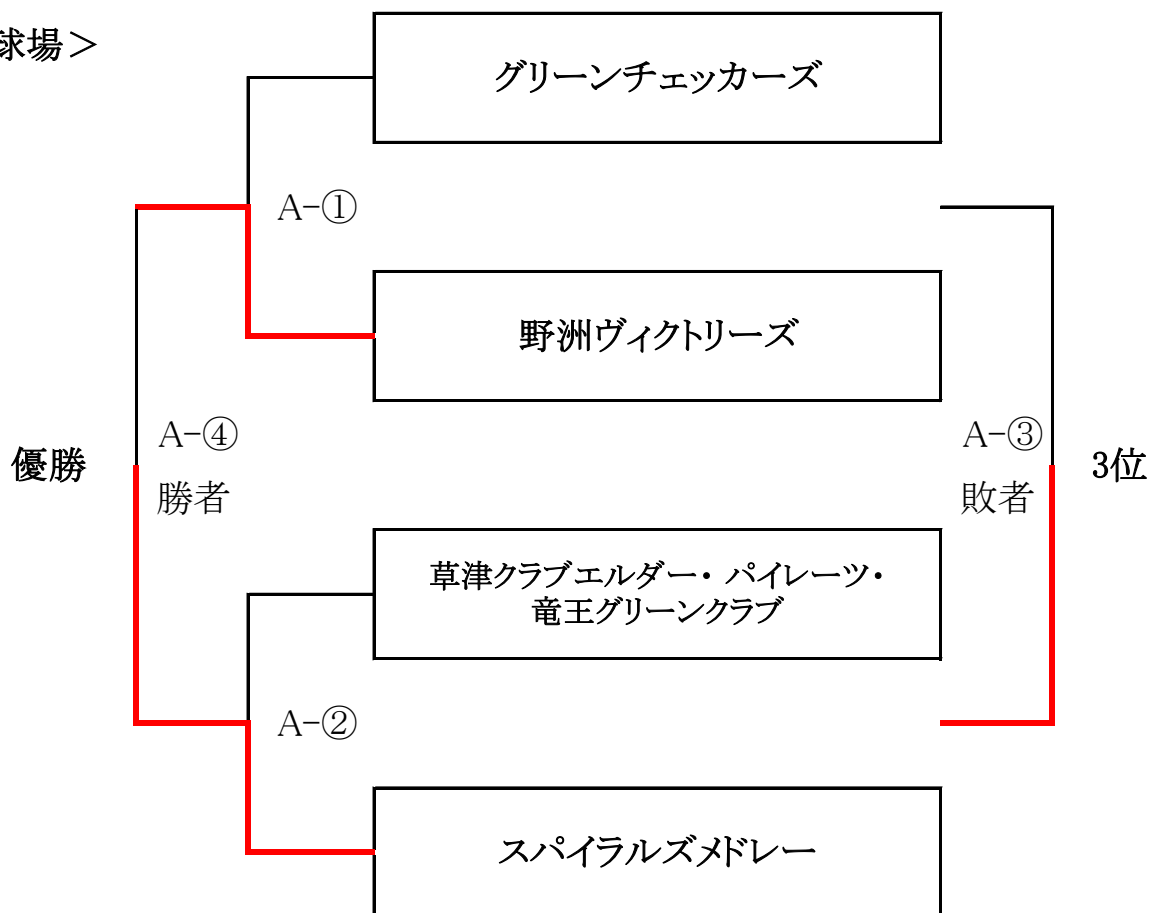 球場＞
グリーンチェッカーズ
A-①
野洲ヴィクトリーズ
優勝
A-④
勝者
A-③
敗者
3位
草津クラブエルダー・パイレーツ・
竜王グリーンクラブ
A-②
スパイラルズメドレー